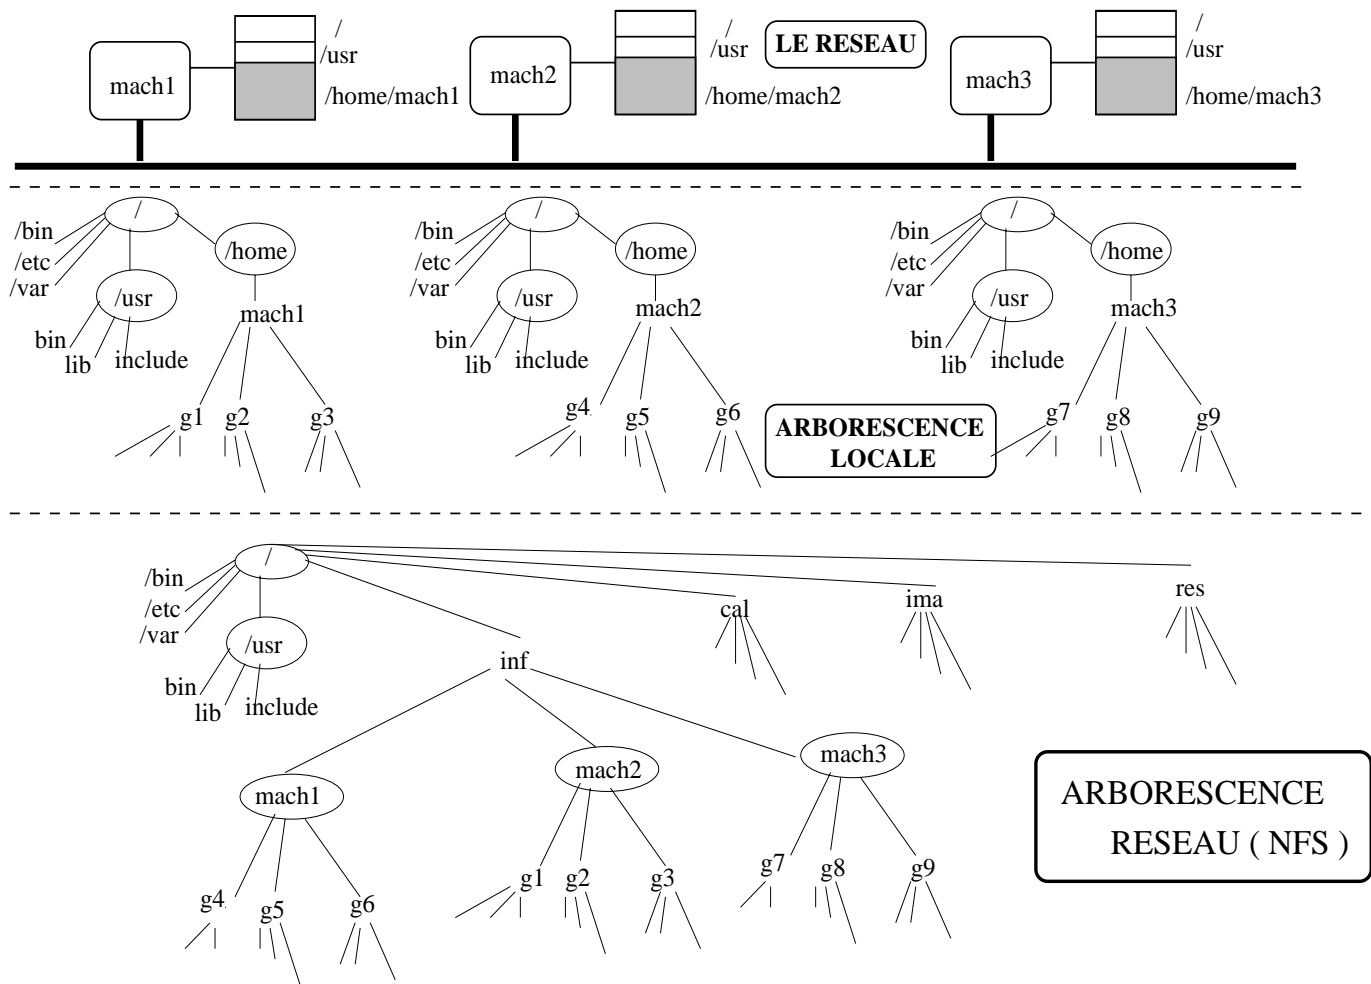 /
/usr
mach1
/home/mach1
/
/usr
mach2
/home/mach2
LE RESEAU
/
/usr
mach3
/home/mach3
/
/bin
/etc
/var
/home
/usr
mach1
bin
lib
include
g1
g2
g3
/
/bin
/etc
/var
/home
/usr
mach2
bin
lib
include
g4
g5
g6
ARBORESCENCE
LOCALE
/
/bin
/etc
/var
/home
/usr
mach3
bin
lib
include
g7
g8
g9
/
/bin
/etc
/var
/usr
bin
lib
include
inf
cal
ima
res
mach1
mach2
mach3
g4
g5
g6
g1
g2
g3
g7
g8
g9
ARBORESCENCE
RESEAU ( NFS )